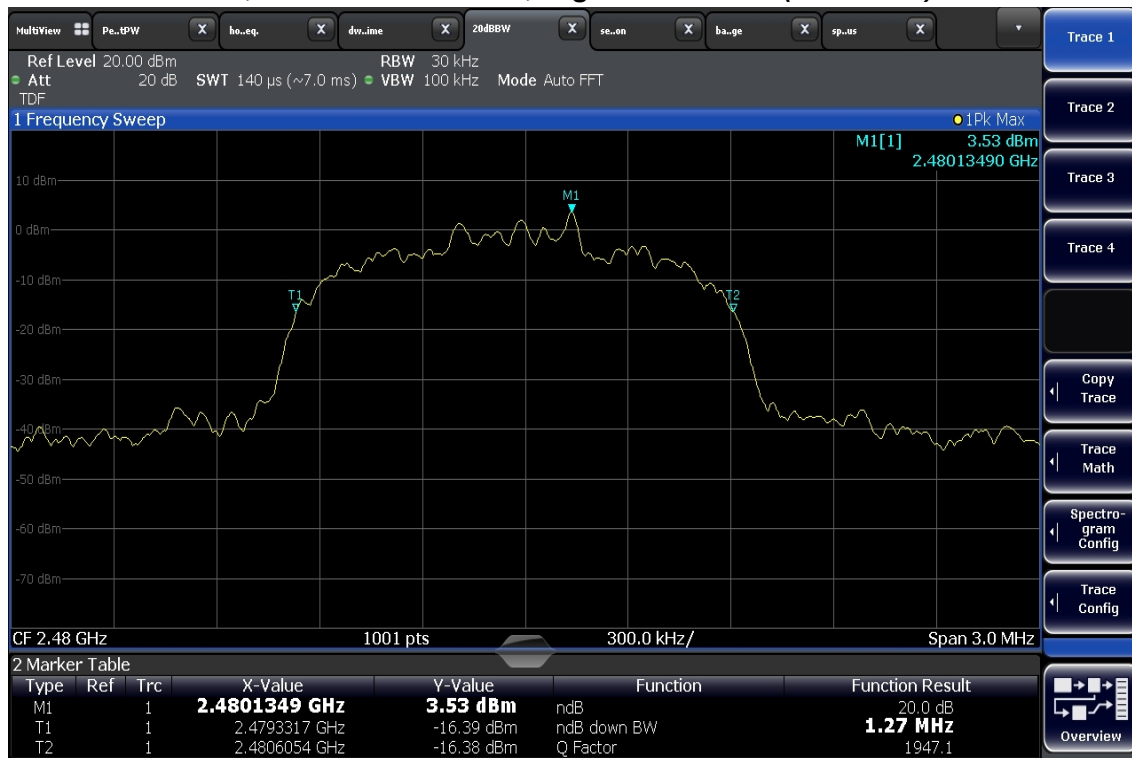 MultiView Pe..tPW X ho..eq. X dw..ime X 20dBBW X se..on X ba..ge X sp..us X
Ref Level 20.00 dBm RBW 30 kHz
Att 20 dB SWT 140 µs (~7.0 ms) VBW 100 kHz Mode Auto FFT
TDF
1 Frequency Sweep 1Pk Max
M1[1] 3.53 dBm
2.48013490 GHz
10 dBm
M1
0 dBm
-10 dBm
T1 T2
-20 dBm
-30 dBm
-40 dBm
-50 dBm
-60 dBm
-70 dBm
CF 2.48 GHz 1001 pts 300.0 kHz/ Span 3.0 MHz
2 Marker Table
Type Ref Trc X-Value Y-Value Function Function Result
M1 1 2.4801349 GHz 3.53 dBm ndB 20.0 dB
T1 1 2.4793317 GHz -16.39 dBm ndB down BW 1.27 MHz
T2 1 2.4806054 GHz -16.38 dBm Q Factor 1947.1
Trace 1
Trace 2
Trace 3
Trace 4
Copy
Trace
Trace
Math
Spectro-
gram
Config
Trace
Config
Overview